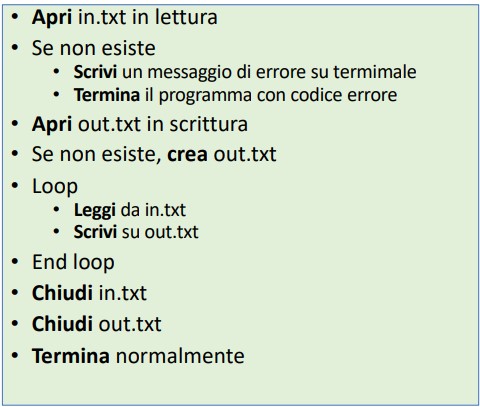 • Apri in.txt in lettura
• Se non esiste
• Scrivi un messaggio di errore su termimale
• Termina il programma con codice errore
• Apri out.txt in scrittura
• Se non esiste, crea out.txt
• Loop
• Leggi da in.txt
• Scrivi su out.txt
• End loop
• Chiudi in.txt
• Chiudi out.txt
• Termina normalmente